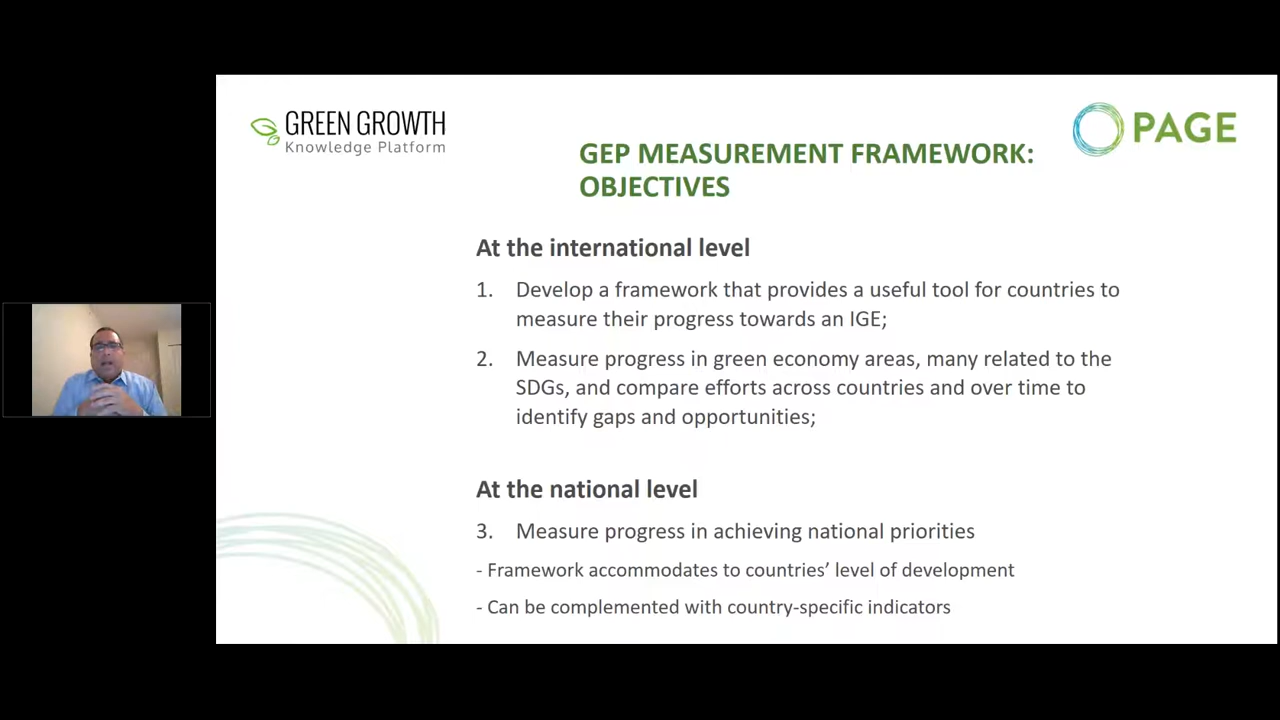 GREEN GROWTH
Knowledge Platform
PAGE
GEP MEASUREMENT FRAMEWORK:
OBJECTIVES
At the international level
1. Develop a framework that provides a useful tool for countries to
measure their progress towards an IGE;
2. Measure progress in green economy areas, many related to the
SDGs, and compare efforts across countries and over time to
identify gaps and opportunities;
At the national level
3. Measure progress in achieving national priorities
- Framework accommodates to countries’ level of development
- Can be complemented with country-specific indicators